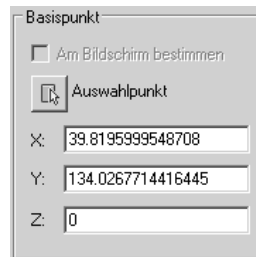 Basispunkt
Am Bildschirm bestimmen
Auswahlpunkt
X: 39.8195999548708
Y: 134.0267714416445
Z: 0